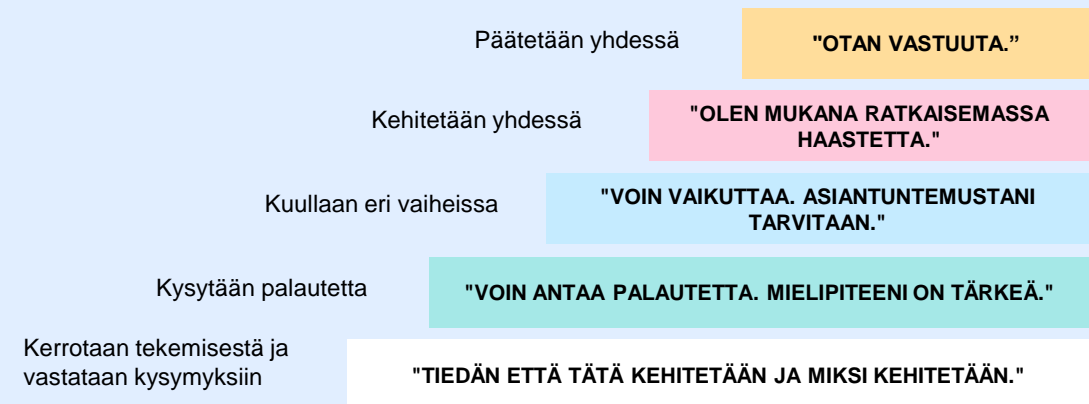 Päätetään yhdessä
"OTAN VASTUUTA.”
Kehitetään yhdessä
"OLEN MUKANA RATKAISEMASSA
HAASTETTA."
Kuullaan eri vaiheissa
"VOIN VAIKUTTAA. ASIANTUNTEMUSTANI
TARVITAAN."
Kysytään palautetta
"VOIN ANTAA PALAUTETTA. MIELIPITEENI ON TÄRKEÄ."
Kerrotaan tekemisestä ja
vastataan kysymyksiin
"TIEDÄN ETTÄ TÄTÄ KEHITETÄÄN JA MIKSI KEHITETÄÄN."